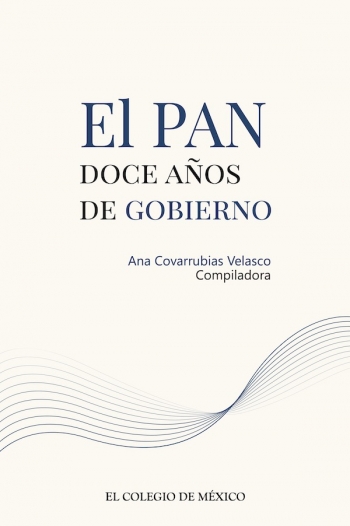 El PAN
DOCE AÑOS
DE GOBIERNO
Ana Covarrubias Velasco
Compiladora
EL COLEGIO DE MÉXICO